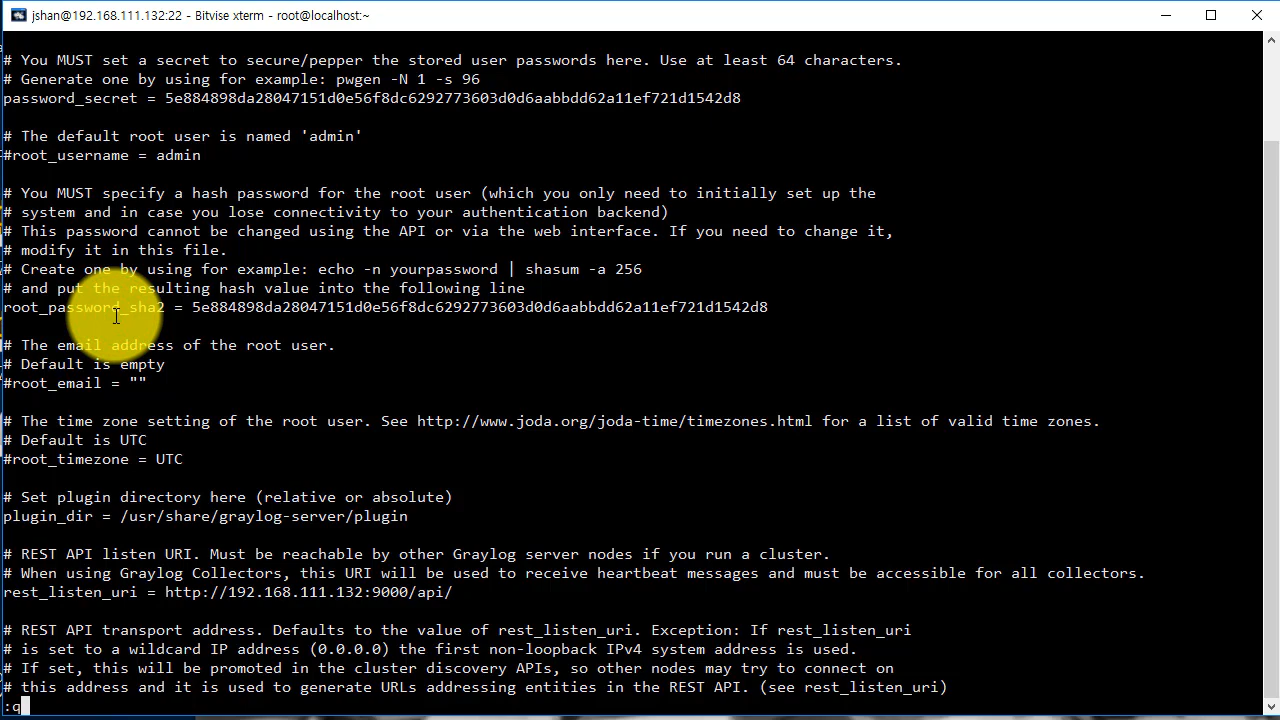 jshan@192.168.111.132:22 - Bitvise xterm - root@localhost:~
# You MUST set a secret to secure/pepper the stored user passwords here. Use at least 64 characters.
# Generate one by using for example: pwgen -N 1 -s 96
password_secret = 5e884898da28047151d0e56f8dc6292773603d0d6aabbdd62a11ef721d1542d8
# The default root user is named 'admin'
#root_username = admin
# You MUST specify a hash password for the root user (which you only need to initially set up the
# system and in case you lose connectivity to your authentication backend)
# This password cannot be changed using the API or via the web interface. If you need to change it,
# modify it in this file.
# Create one by using for example: echo -n yourpassword | shasum -a 256
# and put the resulting hash value into the following line
root_password_sha2 = 5e884898da28047151d0e56f8dc6292773603d0d6aabbdd62a11ef721d1542d8
# The email address of the root user.
# Default is empty
#root_email = ""
# The time zone setting of the root user. See http://www.joda.org/joda-time/timezones.html for a list of valid time zones.
# Default is UTC
#root_timezone = UTC
# Set plugin directory here (relative or absolute)
plugin_dir = /usr/share/graylog-server/plugin
# REST API listen URI. Must be reachable by other Graylog server nodes if you run a cluster.
# When using Graylog Collectors, this URI will be used to receive heartbeat messages and must be accessible for all collectors.
rest_listen_uri = http://192.168.111.132:9000/api/
# REST API transport address. Defaults to the value of rest_listen_uri. Exception: If rest_listen_uri
# is set to a wildcard IP address (0.0.0.0) the first non-loopback IPv4 system address is used.
# If set, this will be promoted in the cluster discovery APIs, so other nodes may try to connect on
# this address and it is used to generate URLs addressing entities in the REST API. (see rest_listen_uri)
:q